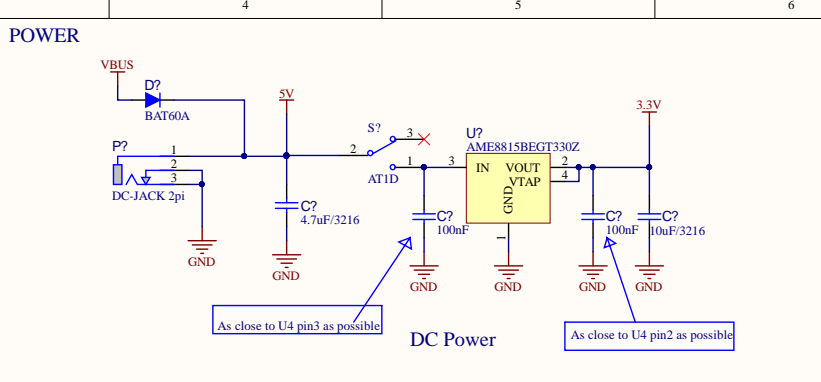 4
5
6
POWER
VBUS
D?
BAT60A
5V
3.3V
S?
3
2
1
AT1D
U?
AME8815BEGT330Z
3
IN
VOUT
2
VTAP
4
GND
1
P?
1
2
3
DC-JACK 2pi
C?
4.7uF/3216
C?
100nF
C?
100nF
C?
10uF/3216
GND
GND
GND
GND
GND
GND
As close to U4 pin3 as possible
DC Power
As close to U4 pin2 as possible